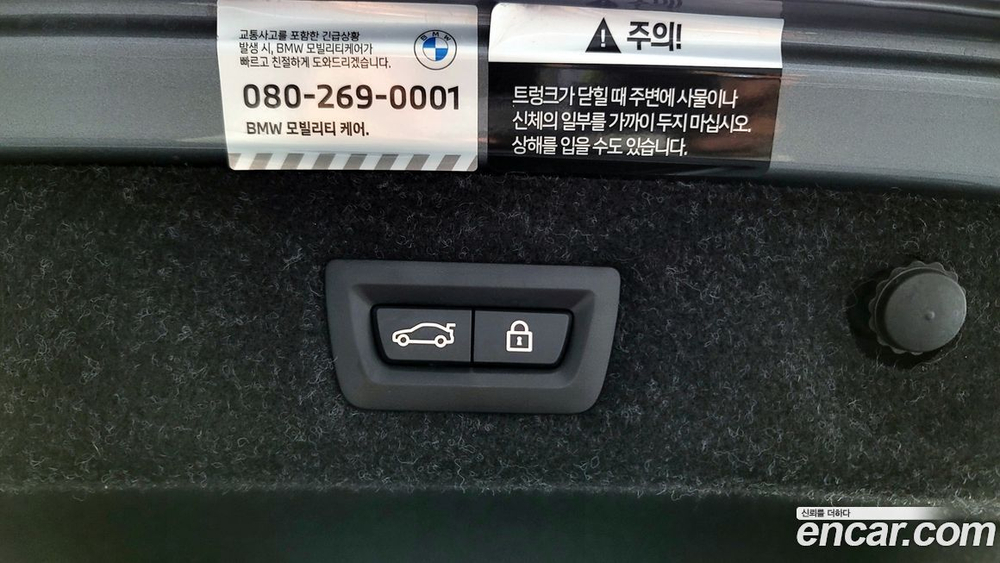 교통사고를 포함한 긴급상황
발생 시, BMW 모빌리티케어가
빠르고 친절하게 도와드리겠습니다.
BMW
080-269-0001
BMW 모빌리티 케어.
주의!
트렁크가 닫힐 때 주변에 사물이나
신체의 일부를 가까이 두지 마십시오.
상해를 입을 수도 있습니다.
신뢰를 더하다
encar.com